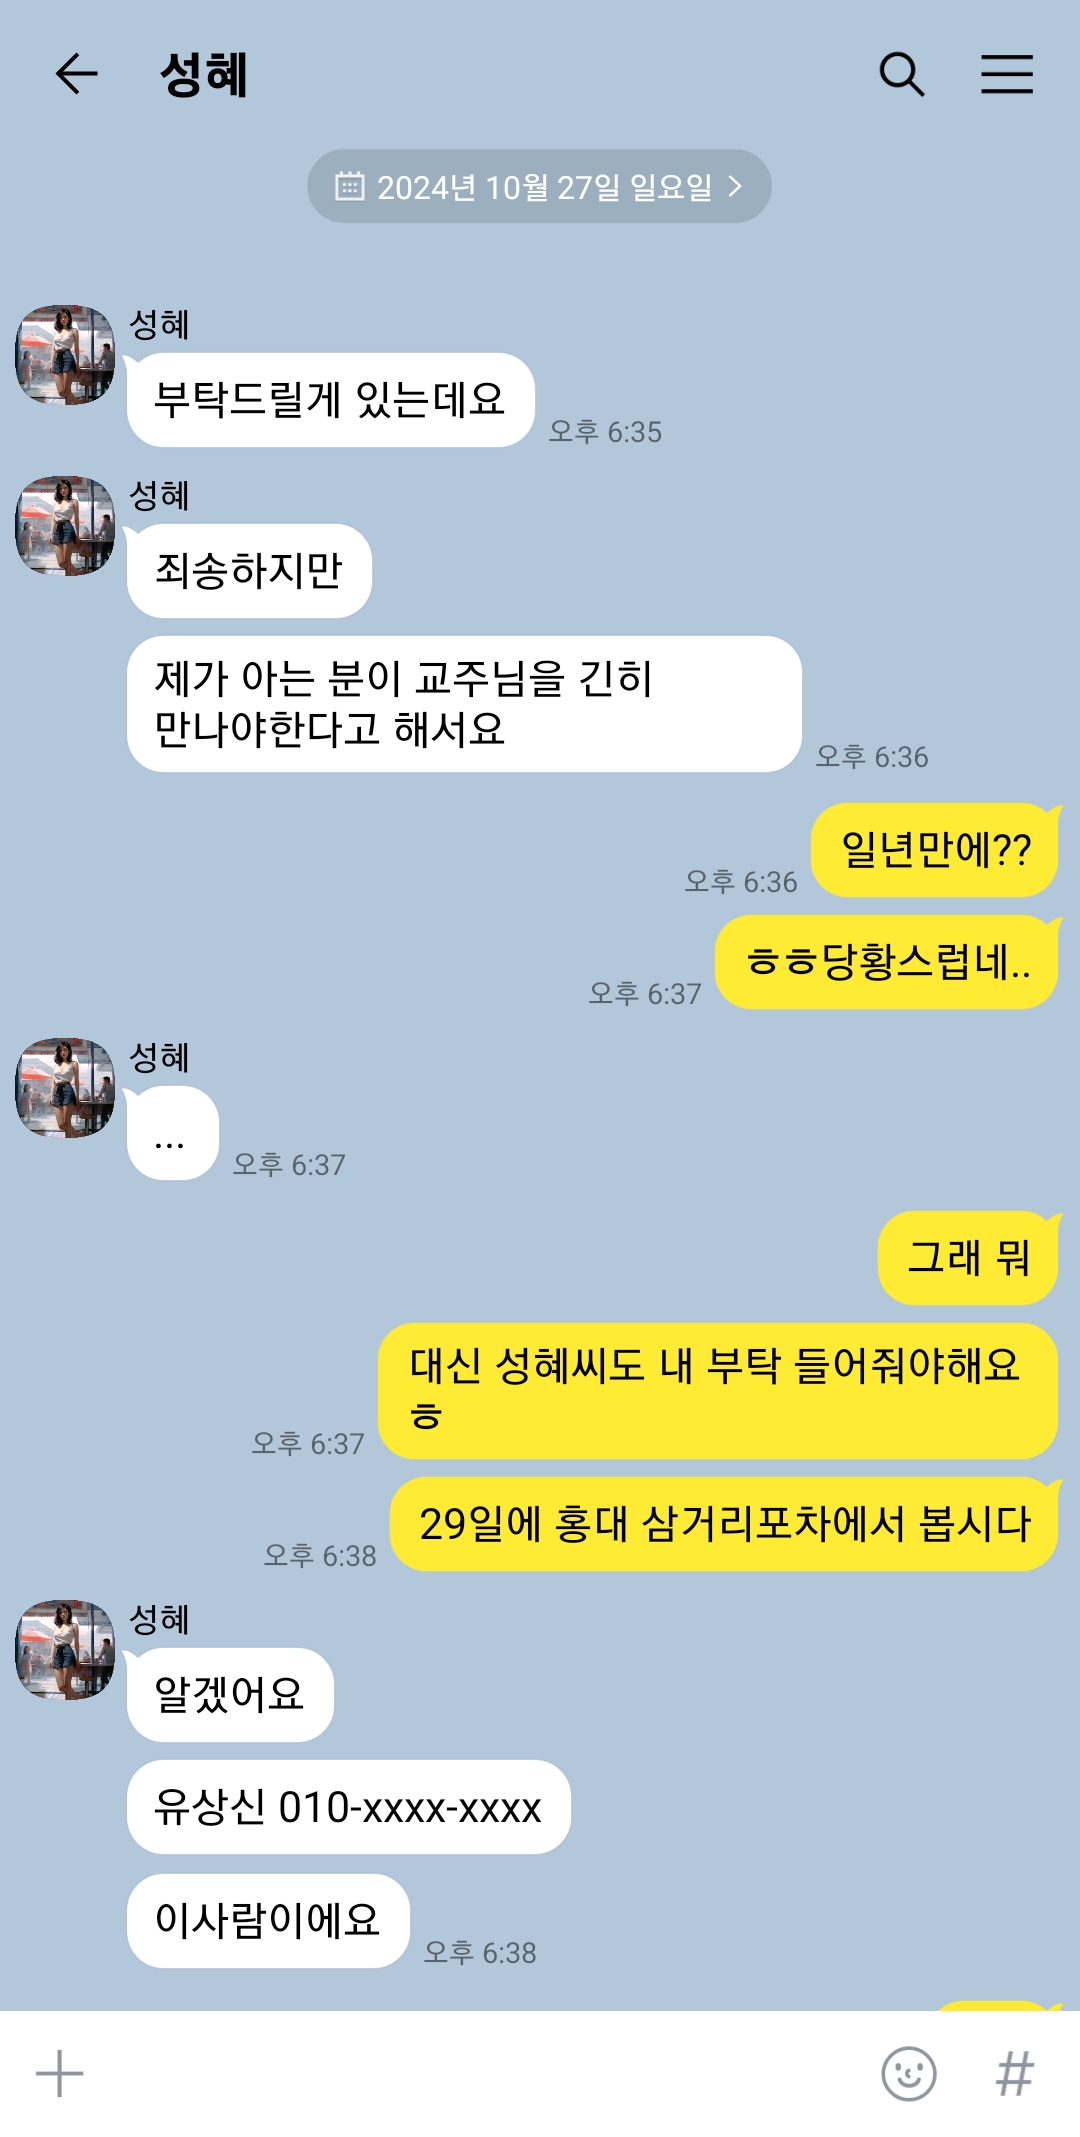 성혜
2024년 10월 27일 일요일
성혜
부탁드릴게 있는데요
오후 6:35
성혜
죄송하지만
제가 아는 분이 교주님을 긴히
만나야한다고 해서요
오후 6:36
일년만에??
오후 6:36
ㅎㅎ당황스럽네..
오후 6:37
성혜
...
오후 6:37
그래 뭐
대신 성혜씨도 내 부탁 들어줘야해요
ㅎ
오후 6:37
29일에 홍대 삼거리포차에서 봅시다
오후 6:38
성혜
알겠어요
유상신 010-xxxx-xxxx
이사람이에요
오후 6:38
#